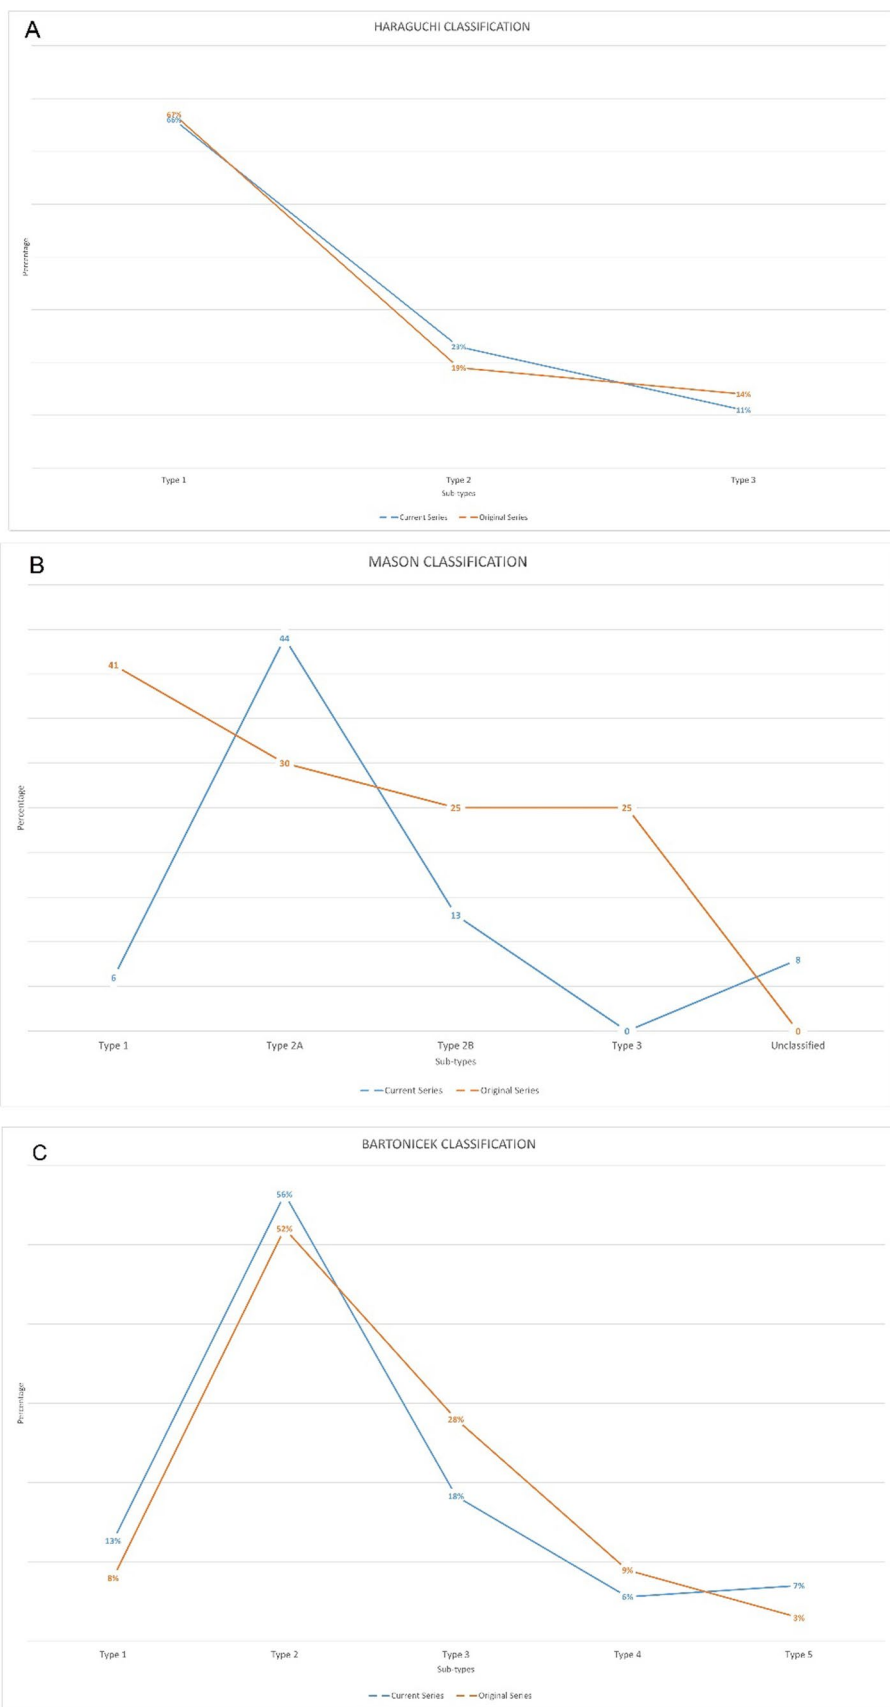 A
HARAGUCHI CLASSIFICATION
67%
66%
23%
19%
14%
11%
Percentage
Type 1 Type 2 Type 3
Sub types
Current Series Original Series
B
MASON CLASSIFICATION
44
41
30
25 25
13
6
8
0 0
Percentage
Type 1 Type 2A Type 2B Type 3 Unclassified
Sub-types
Current Series Original Series
C
BARTONICEK CLASSIFICATION
56%
52%
28%
18%
13%
8%
9%
6%
7%
3%
Percentage
Type 1 Type 2 Type 3 Type 4 Type 5
Sub-types
Current Series Original Series